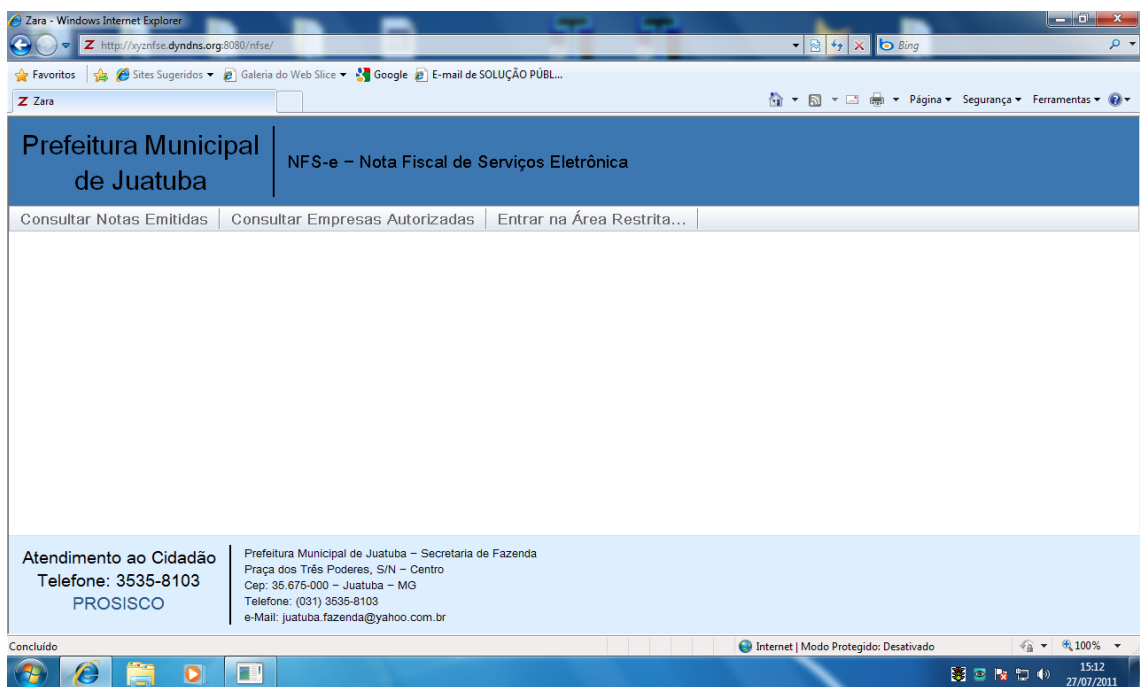 Zara - Windows Internet Explorer
http://xyznfse.dyndns.org:8080/nfse/
Bing
Favoritos Sites Sugeridos Galeria do Web Slice Google E-mail de SOLUÇÃO PÚBL...
Zara Página Segurança Ferramentas
Prefeitura Municipal
de Juatuba
NFS-e – Nota Fiscal de Serviços Eletrônica
Consultar Notas Emitidas Consultar Empresas Autorizadas Entrar na Área Restrita...
Atendimento ao Cidadão
Telefone: 3535-8103
PROSISCO
Prefeitura Municipal de Juatuba – Secretaria de Fazenda
Praça dos Três Poderes, S/N – Centro
Cep: 35.675-000 – Juatuba – MG
Telefone: (031) 3535-8103
e-Mail: juatuba.fazenda@yahoo.com.br
Concluído Internet | Modo Protegido: Desativado 100%
15:12
27/07/2011